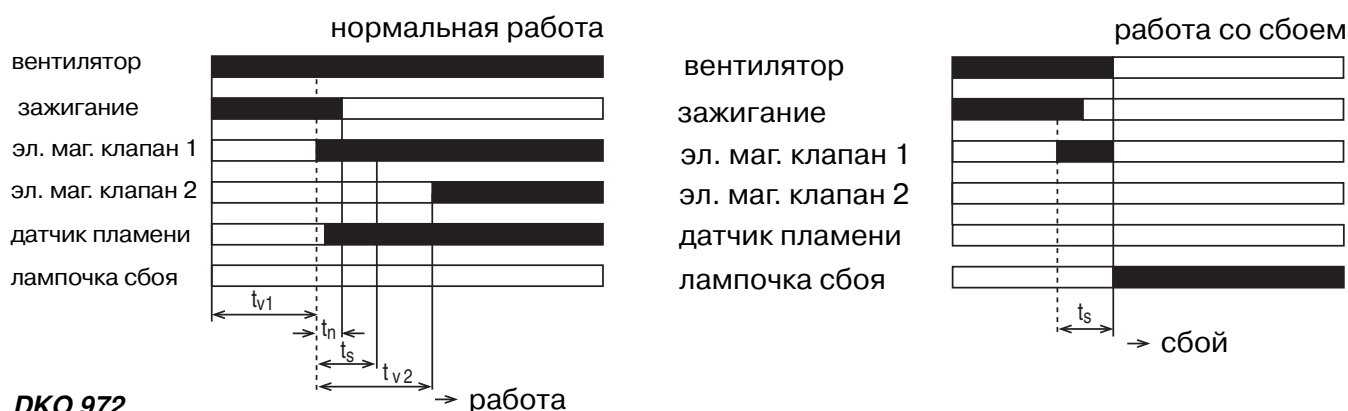 нормальная работа
вентилятор
зажигание
эл. маг. клапан 1
эл. маг. клапан 2
датчик пламени
лампочка сбоя
tv1
tn
ts
tv2
→ работа
DKO 972
работа со сбоем
вентилятор
зажигание
эл. маг. клапан 1
эл. маг. клапан 2
датчик пламени
лампочка сбоя
ts
→ сбой